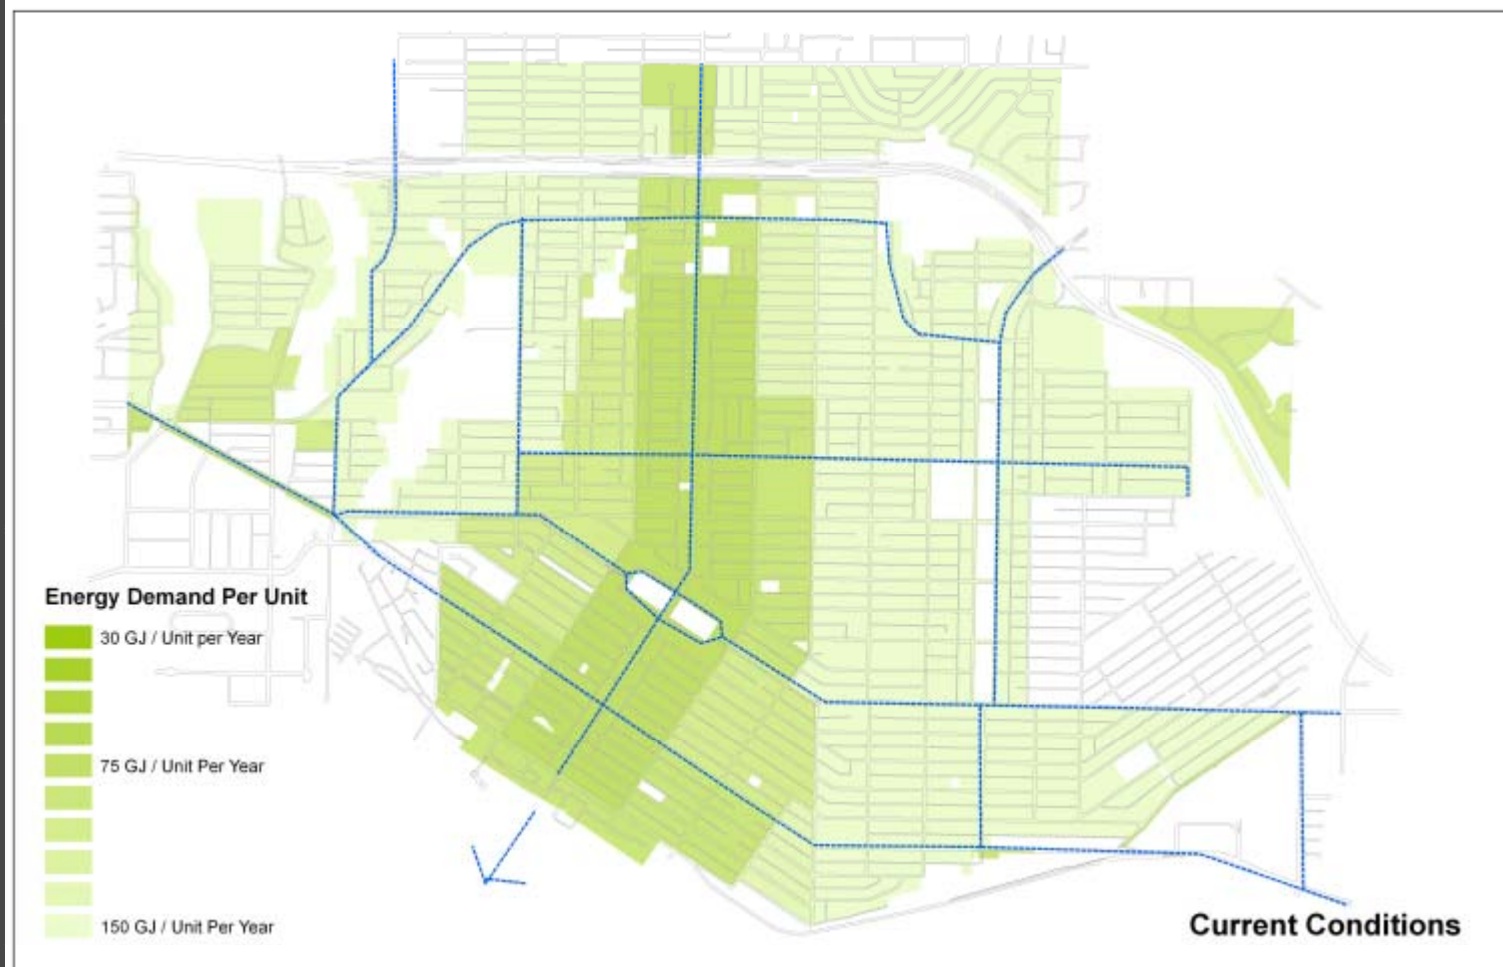 Energy Demand Per Unit
30 GJ / Unit per Year
75 GJ / Unit Per Year
150 GJ / Unit Per Year
Current Conditions